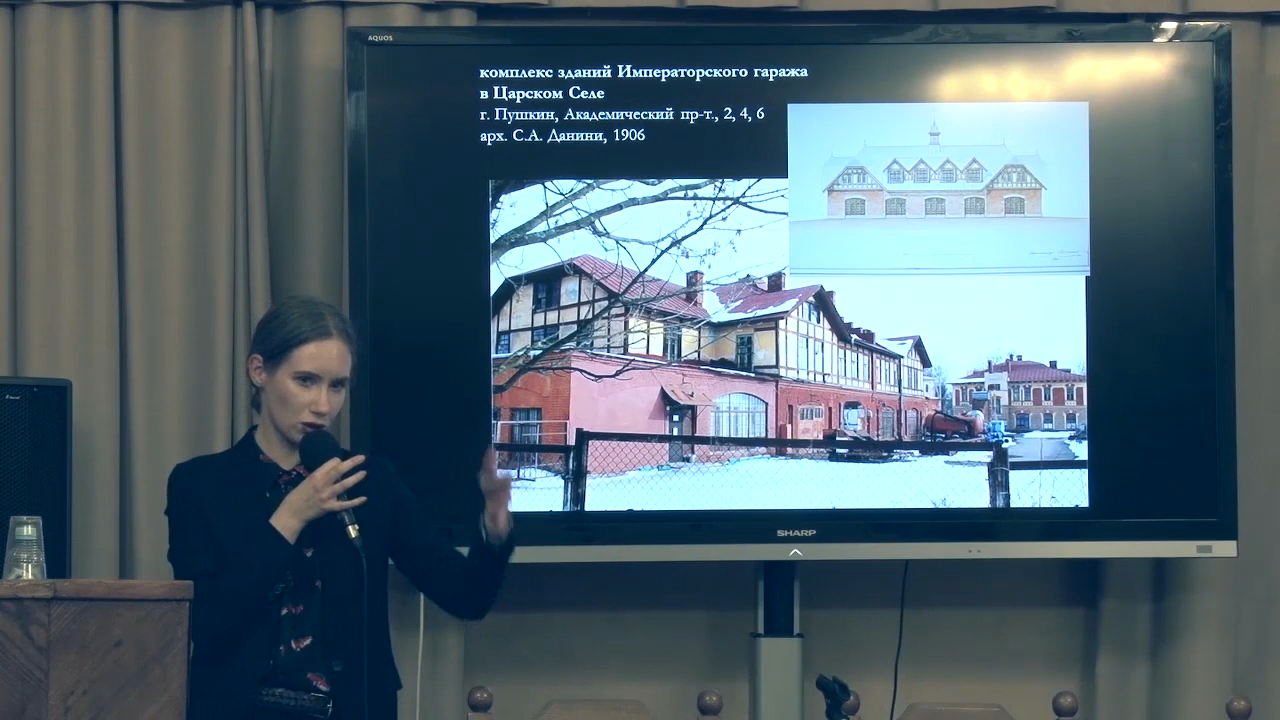 AQUOS
комплекс зданий Императорского гаража
в Царском Селе
г. Пушкин, Академический пр-т., 2, 4, 6
арх. С.А. Данини, 1906
SHARP